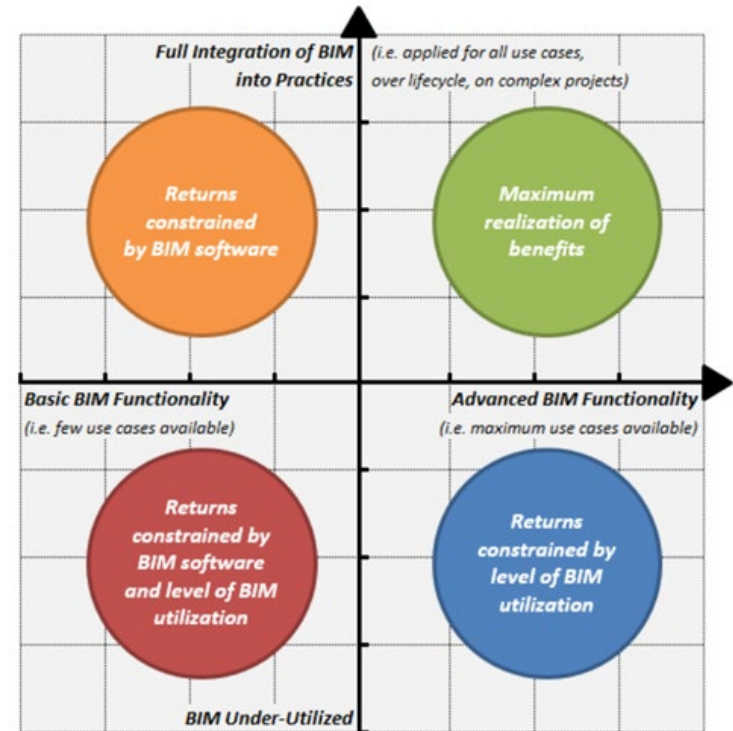 Full Integration of BIM
into Practices
(i.e. applied for all use cases,
over lifecycle, on complex projects)
Returns
constrained
by BIM software
Maximum
realization of
benefits
Basic BIM Functionality
(i.e. few use cases available)
Advanced BIM Functionality
(i.e. maximum use cases available)
Returns
constrained by
BIM software
and level of BIM
utilization
Returns
constrained by
level of BIM
utilization
BIM Under-Utilized